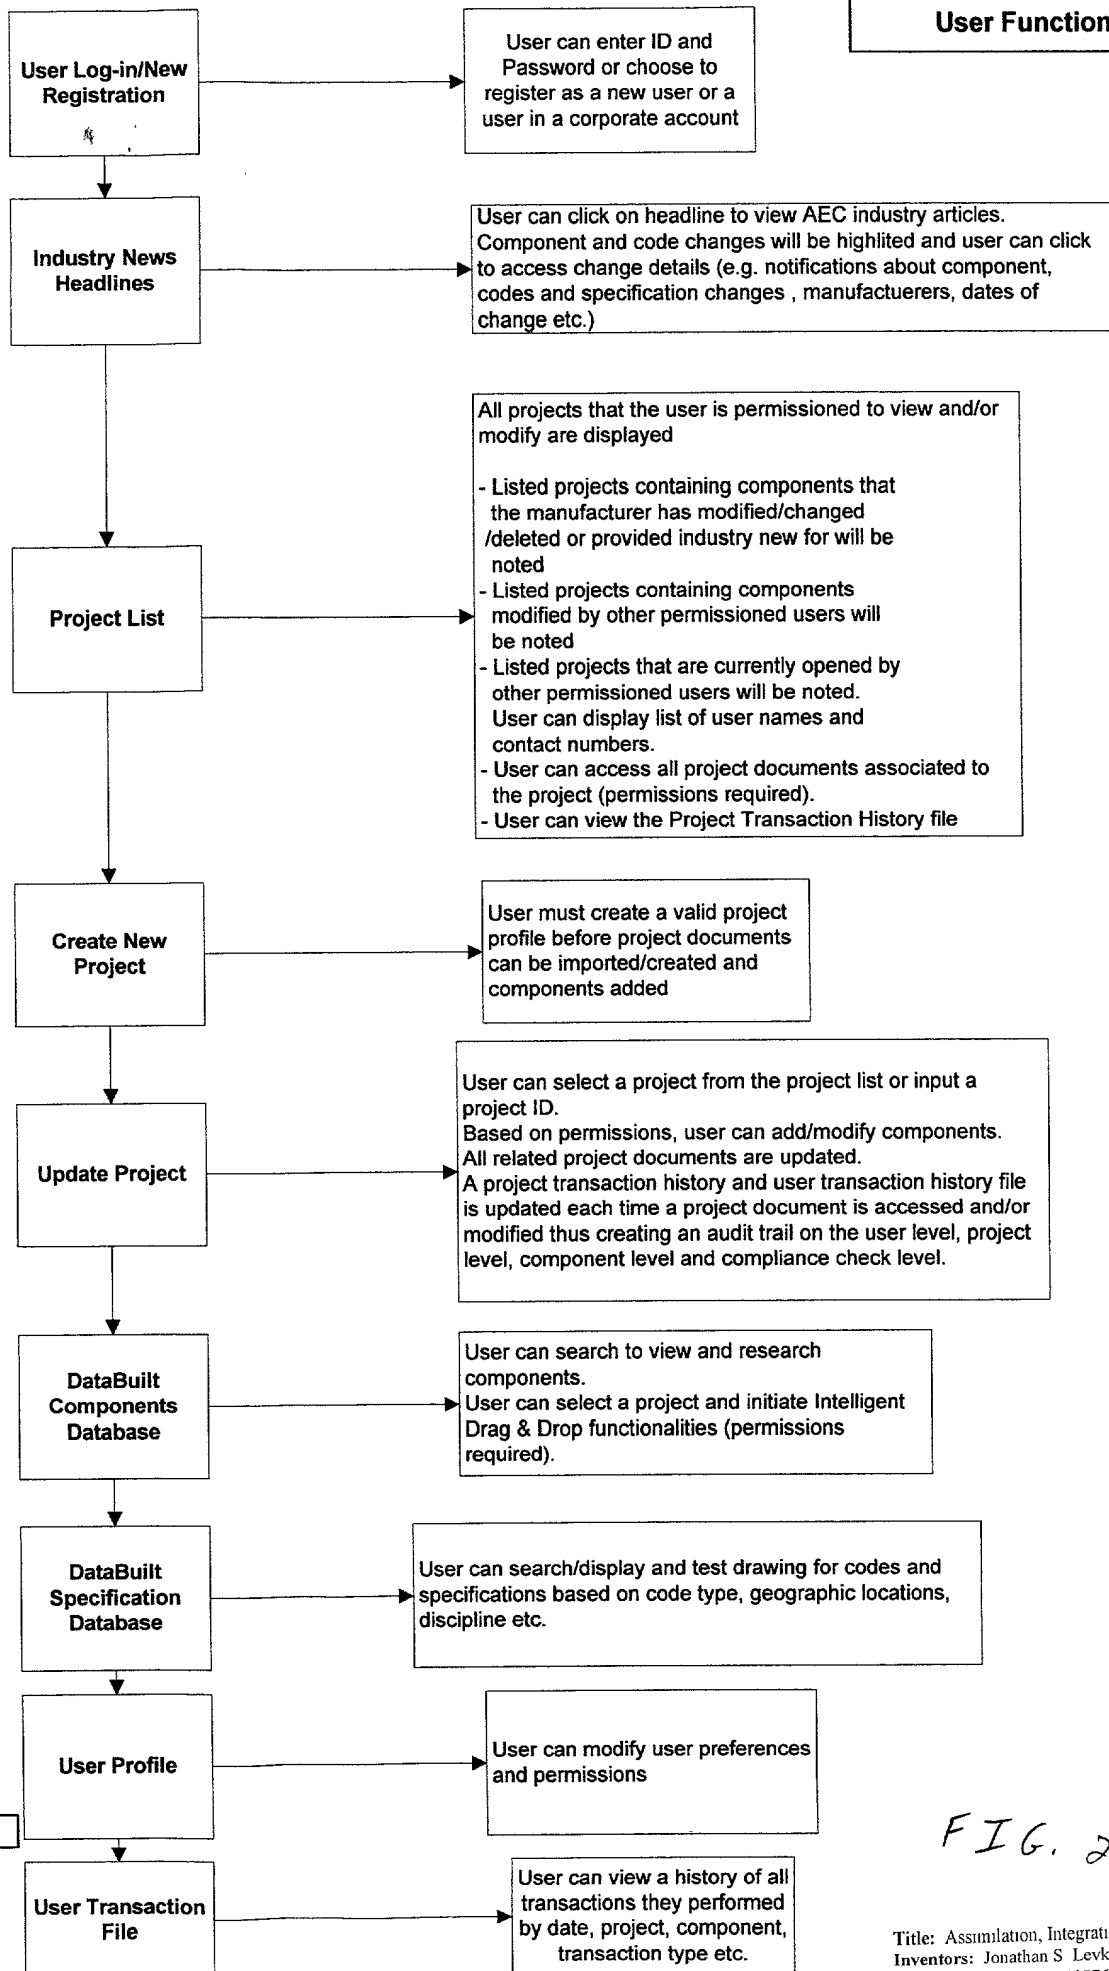 User Function
User Log-in/New
Registration
User can enter ID and
Password or choose to
register as a new user or a
user in a corporate account
Industry News
Headlines
User can click on headline to view AEC industry articles.
Component and code changes will be highlited and user can click
to access change details (e.g. notifications about component,
codes and specification changes , manufactuerers, dates of
change etc.)
Project List
All projects that the user is permissioned to view and/or
modify are displayed
- Listed projects containing components that
the manufacturer has modified/changed
/deleted or provided industry new for will be
noted
- Listed projects containing components
modified by other permissioned users will
be noted
- Listed projects that are currently opened by
other permissioned users will be noted.
User can display list of user names and
contact numbers.
- User can access all project documents associated to
the project (permissions required).
- User can view the Project Transaction History file
Create New
Project
User must create a valid project
profile before project documents
can be imported/created and
components added
Update Project
User can select a project from the project list or input a
project ID.
Based on permissions, user can add/modify components.
All related project documents are updated.
A project transaction history and user transaction history file
is updated each time a project document is accessed and/or
modified thus creating an audit trail on the user level, project
level, component level and compliance check level.
DataBuilt
Components
Database
User can search to view and research
components.
User can select a project and initiate Intelligent
Drag & Drop functionalities (permissions
required).
DataBuilt
Specification
Database
User can search/display and test drawing for codes and
specifications based on code type, geographic locations,
discipline etc.
User Profile
User can modify user preferences
and permissions
User Transaction
File
User can view a history of all
transactions they performed
by date, project, component,
transaction type etc.
FIG. 2
Title: Assimilation, Integrati
Inventors: Jonathan S Levk